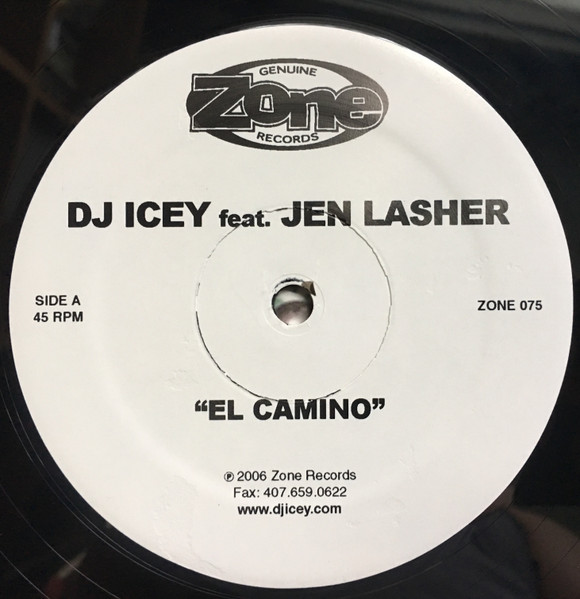 GENUINE
Zone
RECORDS
DJ ICEY feat. JEN LASHER
SIDE A
45 RPM
ZONE 075
“EL CAMINO”
℗ 2006 Zone Records
Fax: 407.659.0622
www.djicey.com